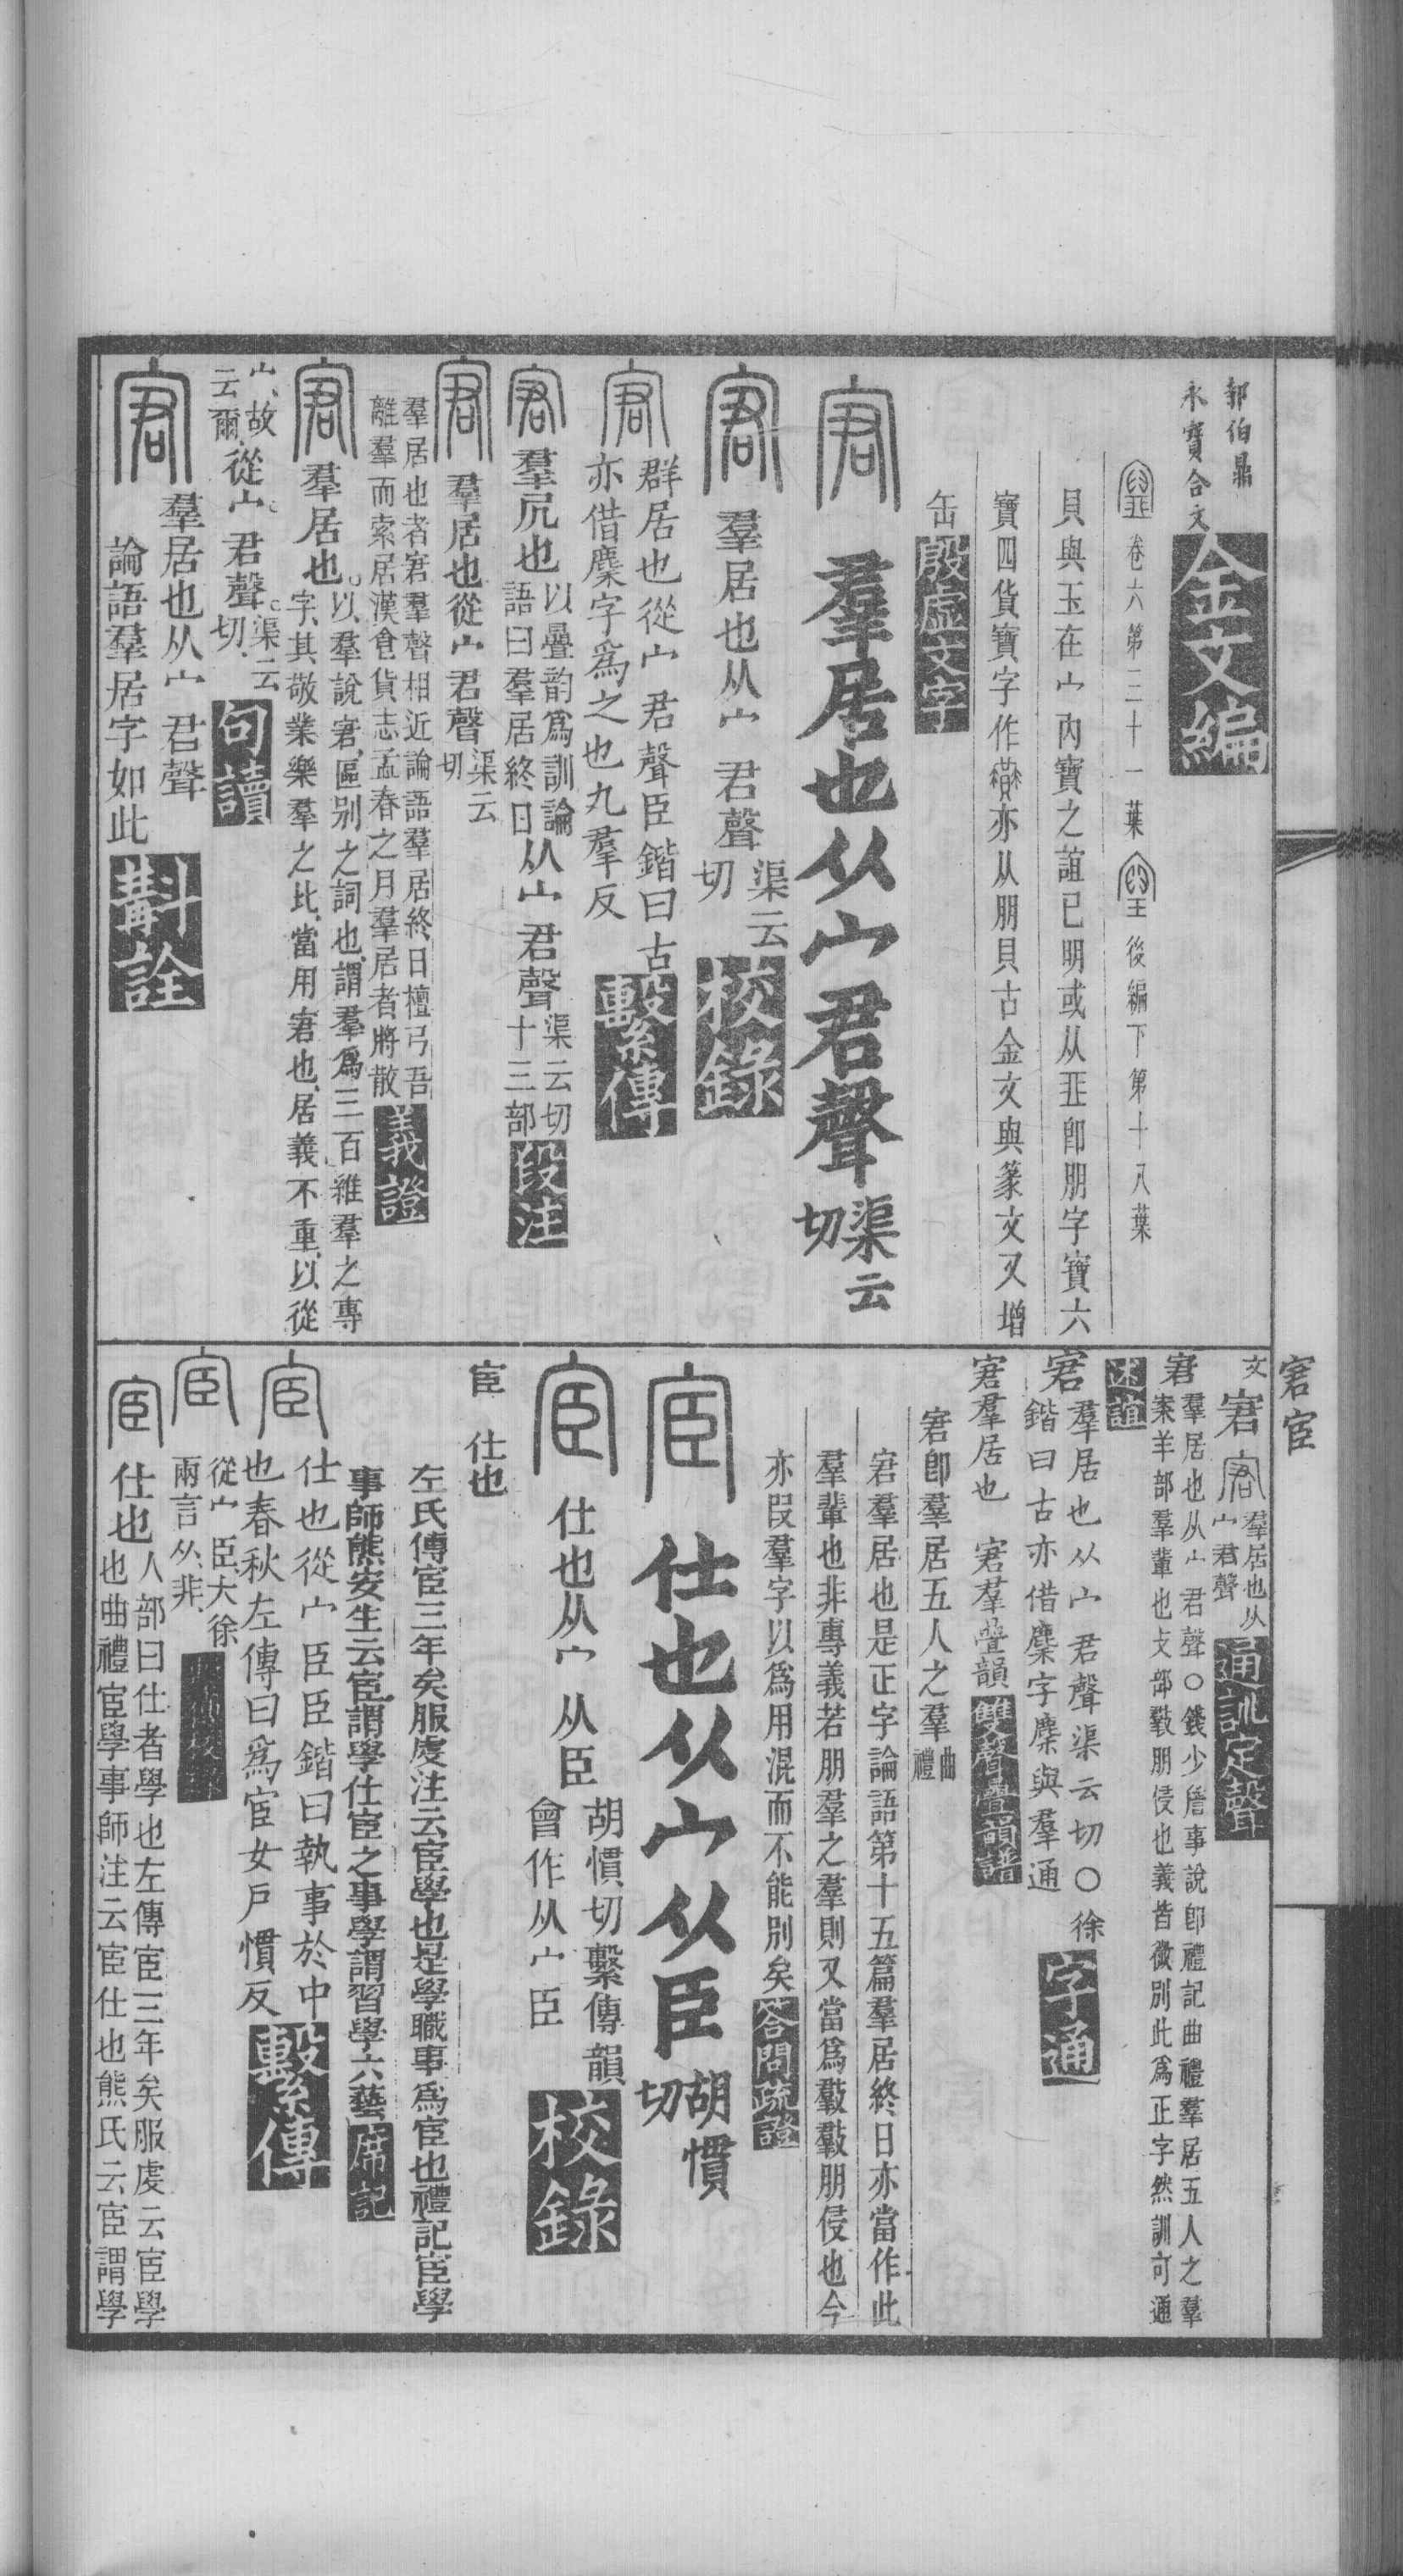 窘宦
郭伯鼎
永寶合文
金文編
卷六第三十一葉
後編下第十八葉
貝與玉在宀內寶之誼已明或从玨卽朋字寶六
寶四貨寶字作
亦从朋貝古金文與篆文又增
缶
殷虛文字
羣居也从宀君聲
渠云
切
羣居也从宀君聲
渠云
切
校錄
群居也從宀君聲臣鍇曰古
亦借麇字爲之也九羣反
繫傳
羣凥也
以疊韵爲訓論
語曰羣居終日
从宀君聲
渠云切
十三部
段注
羣居也從宀君聲
渠云
切
羣居也者窘羣聲相近論語羣居終日檀弓吾
離羣而索居漢食貨志孟春之月羣居者將散
義證
羣居也
以羣說窘區别之詞也謂羣爲三百維羣之專
字其敬業樂羣之比當用窘也居義不重以從
宀故
云爾
從宀君聲
渠云
切
句讀
羣居也从宀君聲
論語羣居字如此
斠詮
文
窘
羣居也从
宀君聲
通訓定聲
窘
羣居也从宀君聲○錢少詹事說卽禮記曲禮羣居五人之羣
案羊部羣輩也攴部㪊朋侵也義皆微別此爲正字然訓可通
述誼
窘
羣居也从宀君聲渠云切○徐
鍇曰古亦借麇字麇與羣通
字通
窘羣居也 窘羣疊韻
雙聲疊韻譜
窘卽羣居五人之羣
曲
禮
窘羣居也是正字論語第十五篇羣居終日亦當作此
羣輩也非專義若朋羣之羣則又當爲㪊㪊朋侵也今
亦叚羣字以爲用混而不能別矣
答問疏證
宦
仕也从宀从臣
胡慣
切
宦
仕也从宀从臣
胡慣切繫傳韻
會作从宀臣
校錄
宦 仕也
左氏傳宦三年矣服虔注云宦學也是學職事爲宦也禮記宦學
事師熊安生云宦謂學仕宦之事學謂習學六藝
席記
宦
仕也從宀臣臣鍇曰執事於中
也春秋左傳曰爲宦女戶慣反
繫傳
宦
從宀臣大徐
兩言从非
宦
仕也
人部曰仕者學也左傳宦三年矣服虔云宦學
也曲禮宦學事師注云宦仕也熊氏云宦謂學